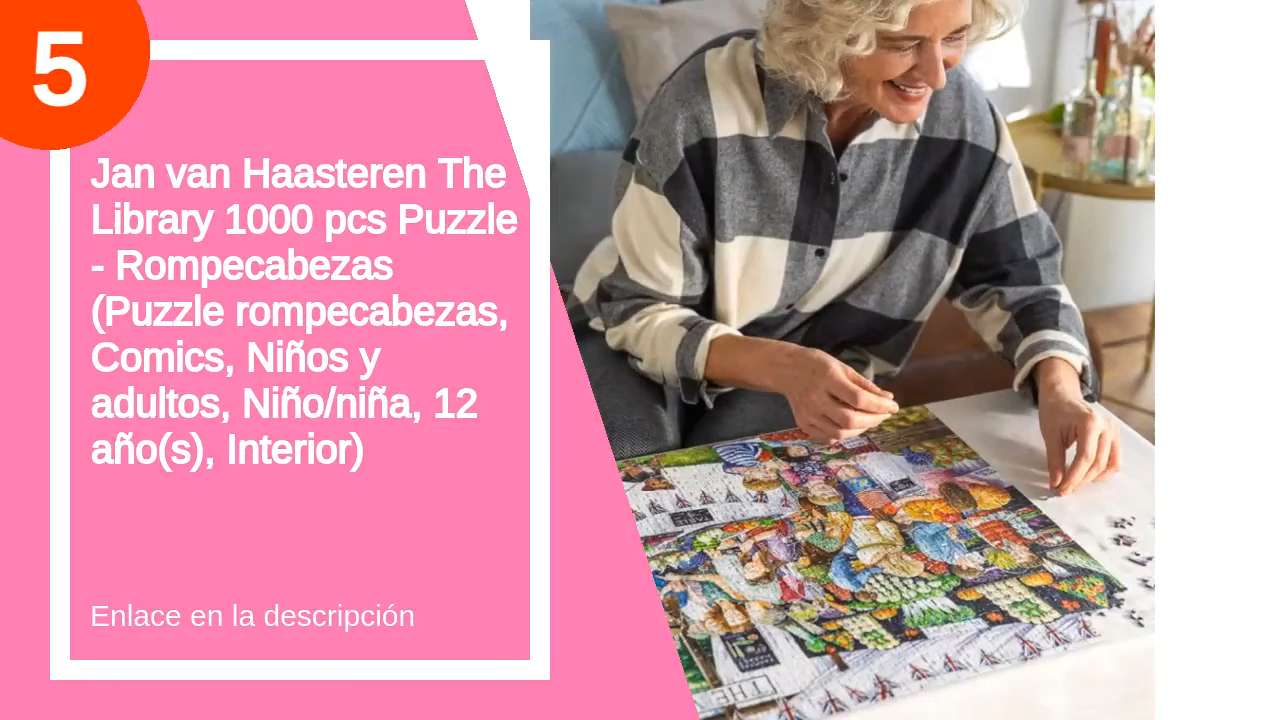 5
Jan van Haasteren The
Library 1000 pcs Puzzle
- Rompecabezas
(Puzzle rompecabezas,
Comics, Niños y
adultos, Niño/niña, 12
año(s), Interior)
Enlace en la descripción
THE